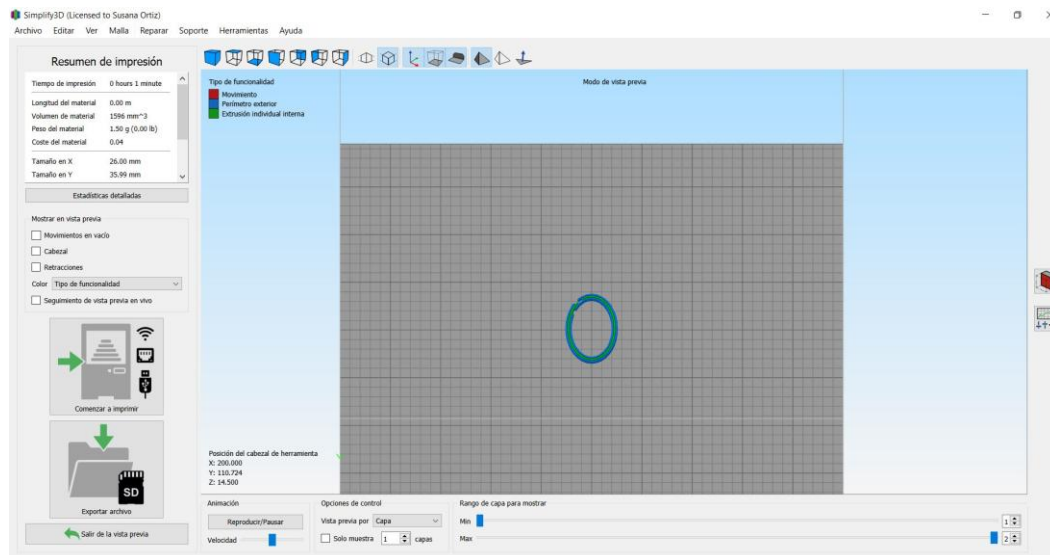 Simplify3D (Licensed to Susana Ortiz)
Archivo Editar Ver Malla Reparar Soporte Herramientas Ayuda
Resumen de impresión
Tiempo de impresión 0 hours 1 minute
Longitud del material 0.00 m
Volumen de material 1596 mm^3
Peso del material 1.50 g (0.00 lb)
Coste del material 0.04
Tamaño en X 26.00 mm
Tamaño en Y 35.99 mm
Estadísticas detalladas
Mostrar en vista previa
Movimientos en vacío
Cabezal
Retracciones
Color Tipo de funcionalidad
Seguimiento de vista previa en vivo
Comenzar a imprimir
SD
Exportar archivo
Salir de la vista previa
Tipo de funcionalidad
Movimiento
Perímetro exterior
Extrusión individual interna
Modo de vista previa
Posición del cabezal de herramienta
X: 200.000
Y: 110.724
Z: 14.500
Animación
Reproducir/Pausar
Velocidad
Opciones de control
Vista previa por Capa
Solo muestra 1 capas
Rango de capa para mostrar
Min 1
Max 2